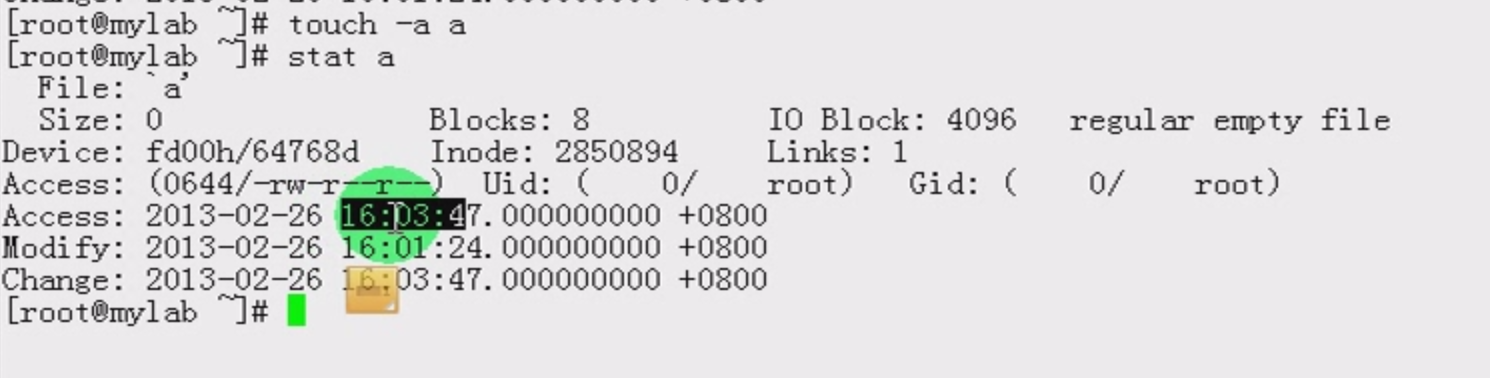 [root@mylab ~]# touch -a a
[root@mylab ~]# stat a
  File: `a'
  Size: 0               Blocks: 8          IO Block: 4096   regular empty file
Device: fd00h/64768d    Inode: 2850894     Links: 1
Access: (0644/-rw-r--r--)  Uid: (    0/    root)   Gid: (    0/    root)
Access: 2013-02-26 16:03:47.000000000 +0800
Modify: 2013-02-26 16:01:24.000000000 +0800
Change: 2013-02-26 16:03:47.000000000 +0800
[root@mylab ~]#